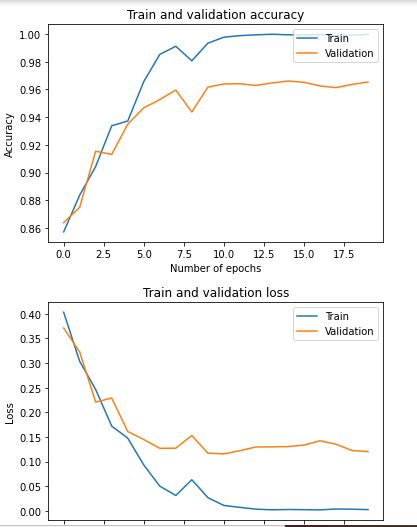 Train and validation accuracy
1.00
0.98
0.96
0.94
0.92
0.90
0.88
0.86
Accuracy
Train
Validation
0.0 2.5 5.0 7.5 10.0 12.5 15.0 17.5
Number of epochs
Train and validation loss
0.40
0.35
0.30
0.25
0.20
0.15
0.10
0.05
0.00
Loss
Train
Validation